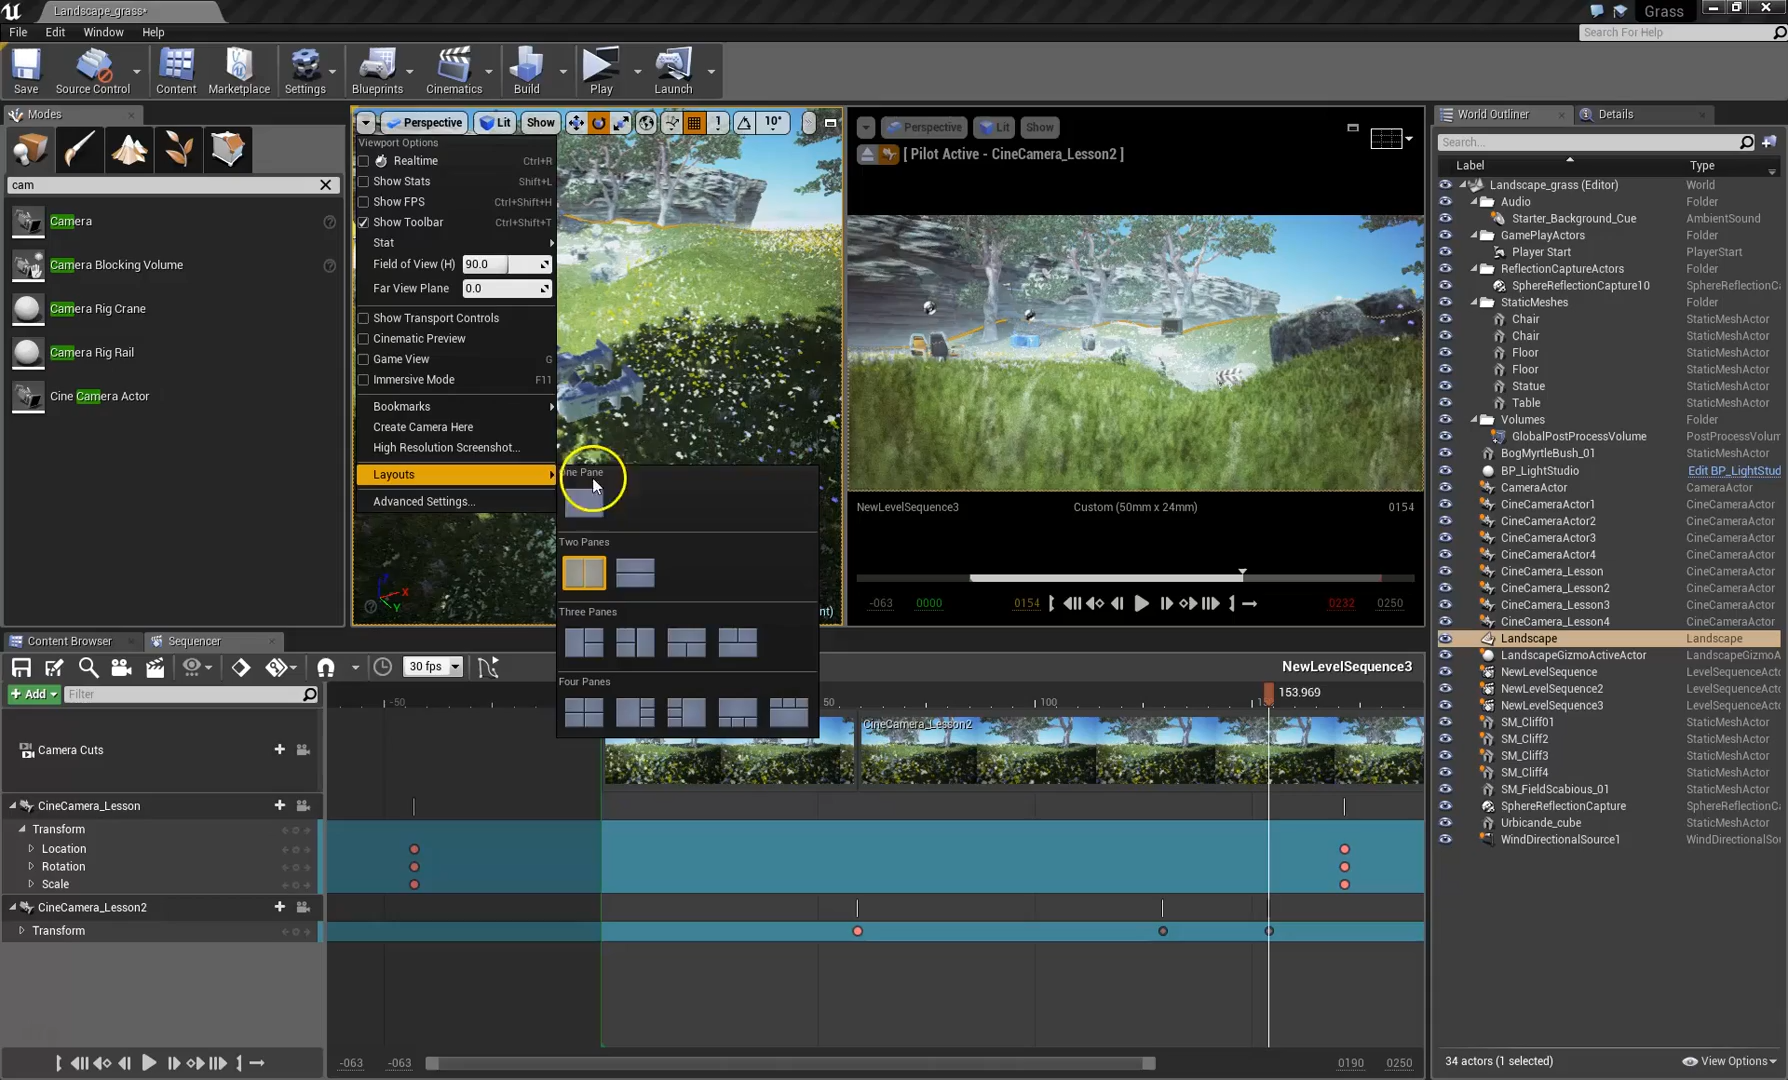 Landscape_grass*
Grass
File Edit Window Help
Search For Help
Save Source Control Content Marketplace Settings Blueprints Cinematics Build Play Launch
Modes
cam
Camera
Camera Blocking Volume
Camera Rig Crane
Camera Rig Rail
Cine Camera Actor
Perspective Lit Show 10°
Viewport Options
Realtime Ctrl+R
Show Stats Shift+L
Show FPS Ctrl+Shift+H
Show Toolbar Ctrl+Shift+T
Stat
Field of View (H) 90.0
Far View Plane 0.0
Show Transport Controls
Cinematic Preview
Game View G
Immersive Mode F11
Bookmarks
Create Camera Here
High Resolution Screenshot...
Layouts
Advanced Settings...
Pane
Two Panes
Three Panes
Four Panes
Perspective Lit Show
[ Pilot Active - CineCamera_Lesson2 ]
NewLevelSequence3 Custom (50mm x 24mm) 0154
-063 0000 0154 0232 0250
World Outliner Details
Search...
Label Type
Landscape_grass (Editor) World
Audio Folder
Starter_Background_Cue AmbientSound
GamePlayActors Folder
Player Start PlayerStart
ReflectionCaptureActors Folder
SphereReflectionCapture10 SphereReflectionCa
StaticMeshes Folder
Chair StaticMeshActor
Chair StaticMeshActor
Floor StaticMeshActor
Floor StaticMeshActor
Statue StaticMeshActor
Table StaticMeshActor
Volumes Folder
GlobalPostProcessVolume PostProcessVolum
BogMyrtleBush_01 StaticMeshActor
BP_LightStudio Edit BP_LightStud
CameraActor CameraActor
CineCameraActor1 CineCameraActor
CineCameraActor2 CineCameraActor
CineCameraActor3 CineCameraActor
CineCameraActor4 CineCameraActor
CineCamera_Lesson CineCameraActor
CineCamera_Lesson2 CineCameraActor
CineCamera_Lesson3 CineCameraActor
CineCamera_Lesson4 CineCameraActor
Landscape Landscape
LandscapeGizmoActiveActor LandscapeGizmoA
NewLevelSequence LevelSequenceActo
NewLevelSequence2 LevelSequenceActo
NewLevelSequence3 LevelSequenceActo
SM_Cliff01 StaticMeshActor
SM_Cliff2 StaticMeshActor
SM_Cliff3 StaticMeshActor
SM_Cliff4 StaticMeshActor
SM_FieldScabious_01 StaticMeshActor
SphereReflectionCapture SphereReflectionCa
Urbicande_cube StaticMeshActor
WindDirectionalSource1 WindDirectionalSo
34 actors (1 selected) View Options
Content Browser Sequencer
30 fps
NewLevelSequence3
Add Filter
-50 50 100 153.969
Camera Cuts
CineCamera_Lesson2
CineCamera_Lesson
Transform
Location
Rotation
Scale
CineCamera_Lesson2
Transform
-063 -063 0190 0250